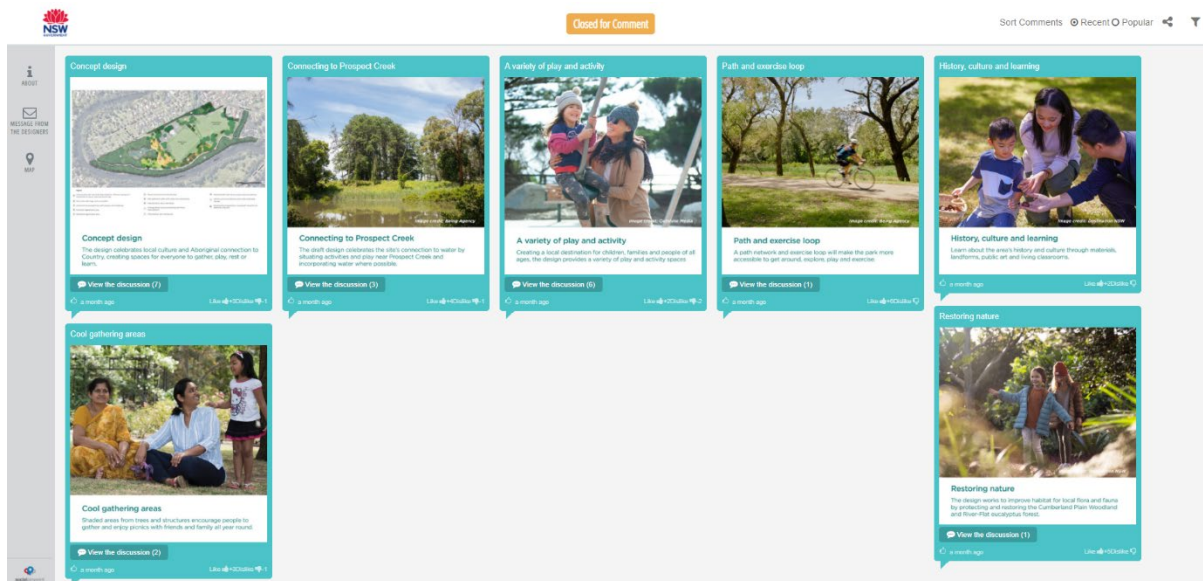 NSW
GOVERNMENT
Closed for Comment
Sort Comments Recent Popular
ABOUT
MESSAGE FROM
THE DESIGNERS
MAP
Concept design
Concept design
The design celebrates local culture and Aboriginal connection to
Country, creating spaces for everyone to gather, play, rest or
learn.
View the discussion (7)
a month ago
Connecting to Prospect Creek
Image credit: Being Agency
Connecting to Prospect Creek
The draft design celebrates the site's connection to water by
situating activities and play near Prospect Creek and
incorporating water where possible.
View the discussion (3)
a month ago
A variety of play and activity
A variety of play and activity
Creating a local destination for children, families and people of all
ages, the design provides a variety of play and activity spaces
View the discussion (6)
a month ago
Path and exercise loop
Image credit: Being Agency
Path and exercise loop
A path network and exercise loop will make the park more
accessible to get around, explore, play and exercise.
View the discussion (1)
a month ago
History, culture and learning
Image credit: Destination NSW
History, culture and learning
Learn about the area's history and culture through materials,
landforms, public art and living classrooms.
a month ago
Cool gathering areas
Cool gathering areas
Shaded areas from trees and structures encourage people to
gather and enjoy picnics with friends and family all year round.
View the discussion (2)
a month ago
Restoring nature
Restoring nature
The design works to improve habitat for local flora and fauna
by protecting and restoring the Cumberland Plain Woodland
and River-Flat eucalyptus forest.
View the discussion (1)
a month ago